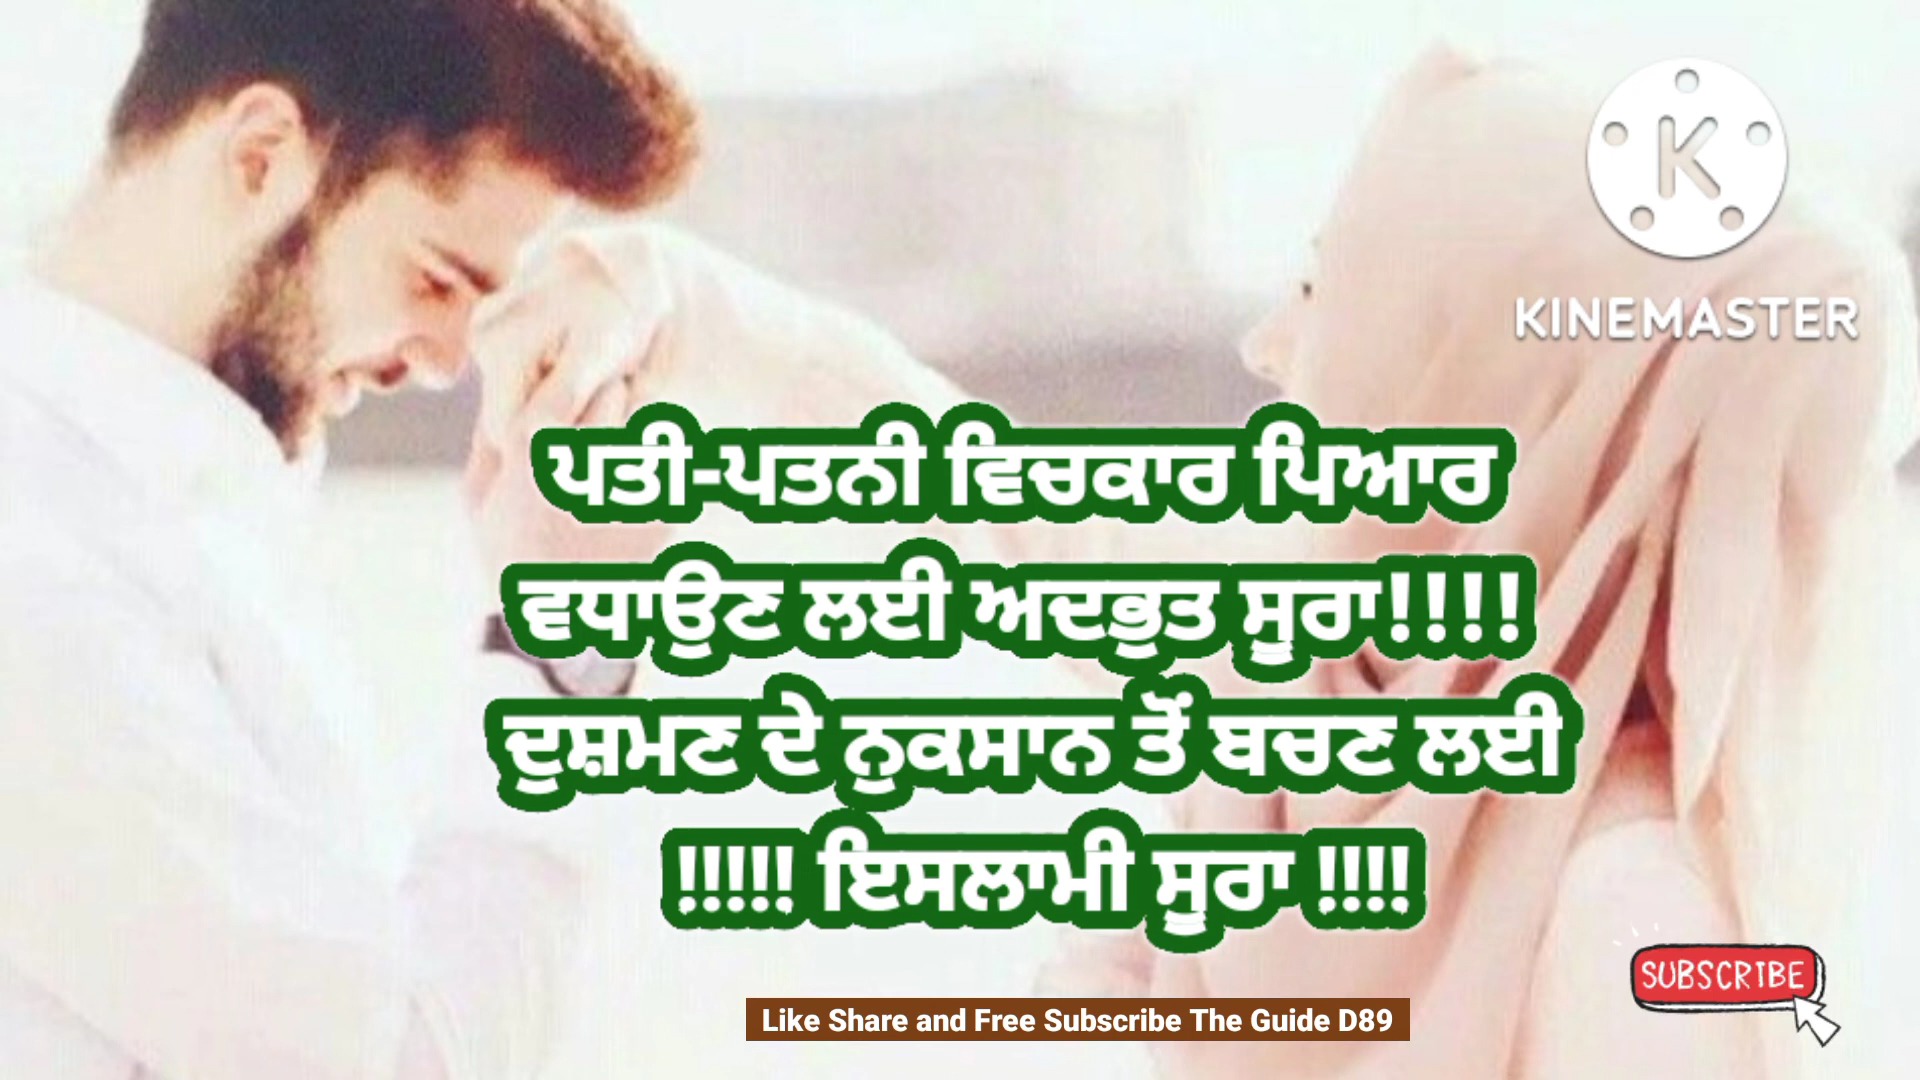 KINEMASTER
ਪਤੀ-ਪਤਨੀ ਵਿਚਕਾਰ ਪਿਆਰ
ਵਧਾਉਣ ਲਈ ਅਦਭੁਤ ਸੂਰਾ!!!!
ਦੁਸ਼ਮਣ ਦੇ ਨੁਕਸਾਨ ਤੋਂ ਬਚਣ ਲਈ
!!!!! ਇਸਲਾਮੀ ਸੂਰਾ !!!!
SUBSCRIBE
Like Share and Free Subscribe The Guide D89